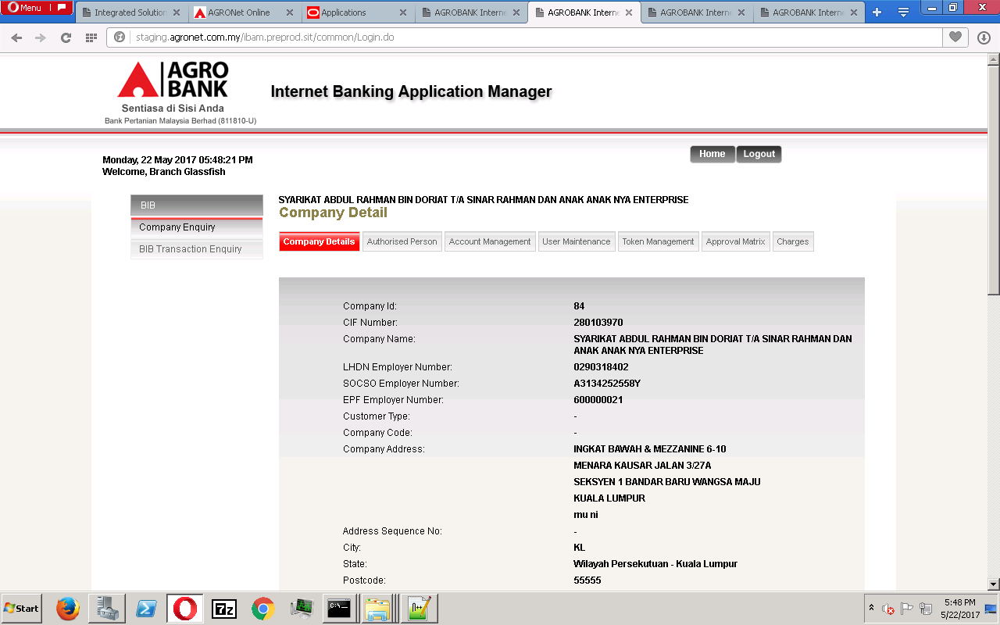 Menu
Integrated Solution
AGRONet Online
Applications
AGROBANK Interne
AGROBANK Interne
AGROBANK Interne
AGROBANK Interne
staging.agronet.com.my/ibam.preprod.sit/common/Login.do
AGRO
BANK
Sentiasa di Sisi Anda
Bank Pertanian Malaysia Berhad (811810-U)
Internet Banking Application Manager
Monday, 22 May 2017 05:48:21 PM
Welcome, Branch Glassfish
Home Logout
BIB
Company Enquiry
BIB Transaction Enquiry
SYARIKAT ABDUL RAHMAN BIN DORIAT T/A SINAR RAHMAN DAN ANAK ANAK NYA ENTERPRISE
Company Detail
Company Details Authorised Person Account Management User Maintenance Token Management Approval Matrix Charges
Company Id: 84
CIF Number: 280103970
Company Name: SYARIKAT ABDUL RAHMAN BIN DORIAT T/A SINAR RAHMAN DAN
ANAK ANAK NYA ENTERPRISE
LHDN Employer Number: 0290318402
SOCSO Employer Number: A3134252558Y
EPF Employer Number: 600000021
Customer Type: -
Company Code: -
Company Address: INGKAT BAWAH & MEZZANINE 6-10
MENARA KAUSAR JALAN 3/27A
SEKSYEN 1 BANDAR BARU WANGSA MAJU
KUALA LUMPUR
mu ni
Address Sequence No: -
City: KL
State: Wilayah Persekutuan - Kuala Lumpur
Postcode: 55555
Start
7z
C:\_
N++
5:48 PM
5/22/2017